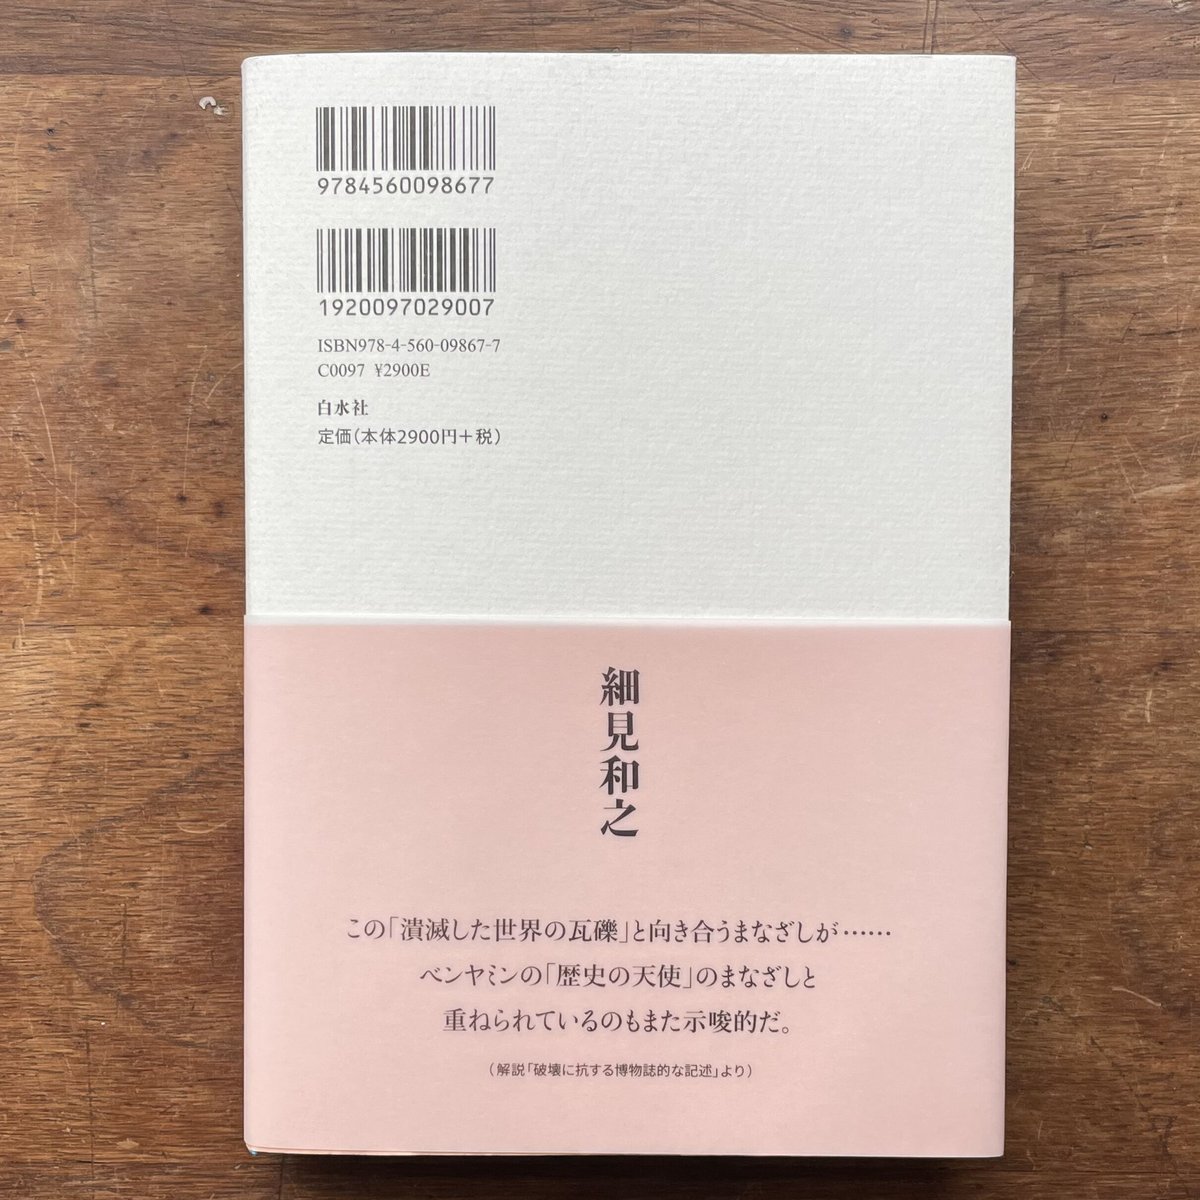 9784560098677
1920097029007
ISBN978-4-560-09867-7
C0097 ¥2900E
白水社
定価(本体2900円+税)
細見和之
この「潰滅した世界の瓦礫」と向き合うまなざしが……
ベンヤミンの「歴史の天使」のまなざしと
重ねられているのもまた示唆的だ。
(解説「破壊に抗する博物誌的な記述」より)